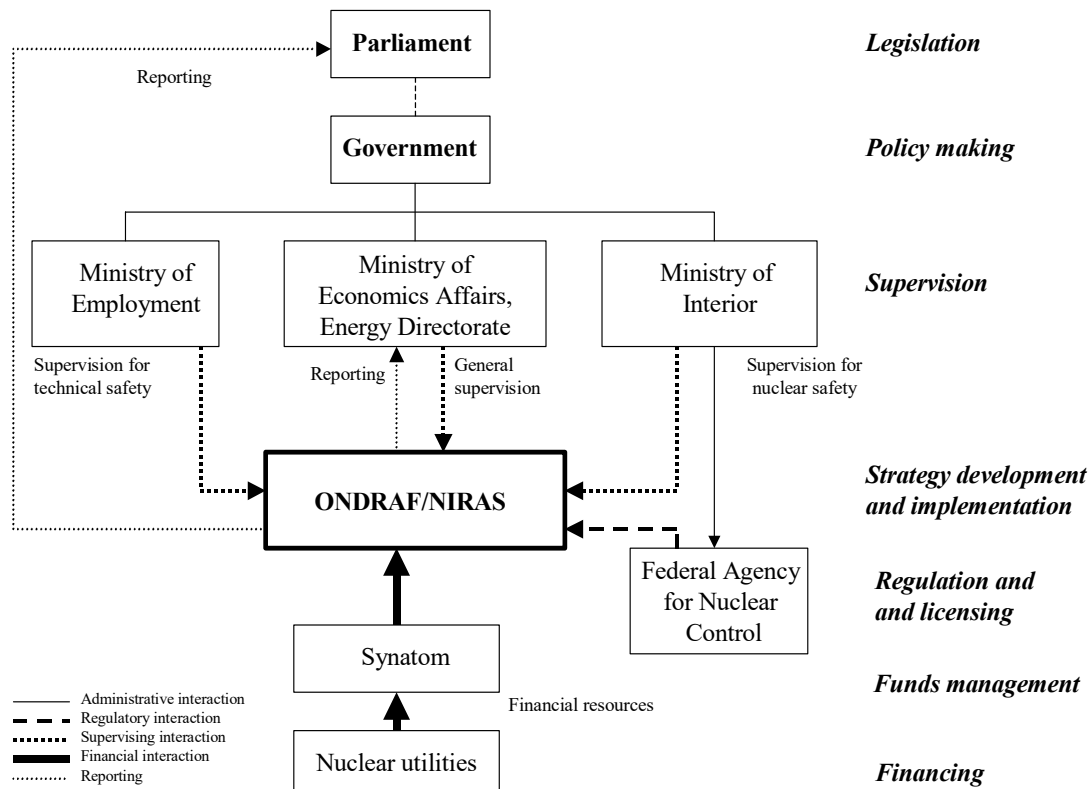 Parliament
Legislation
Reporting
Government
Policy making
Ministry of
Employment
Ministry of
Economics Affairs,
Energy Directorate
Ministry of
Interior
Supervision
Supervision for
technical safety
Reporting
General
supervision
Supervision for
nuclear safety
ONDRAF/NIRAS
Strategy development
and implementation
Federal Agency
for Nuclear
Control
Regulation and
and licensing
Synatom
Funds management
Financial resources
Nuclear utilities
Financing
Administrative interaction
Regulatory interaction
Supervising interaction
Financial interaction
Reporting